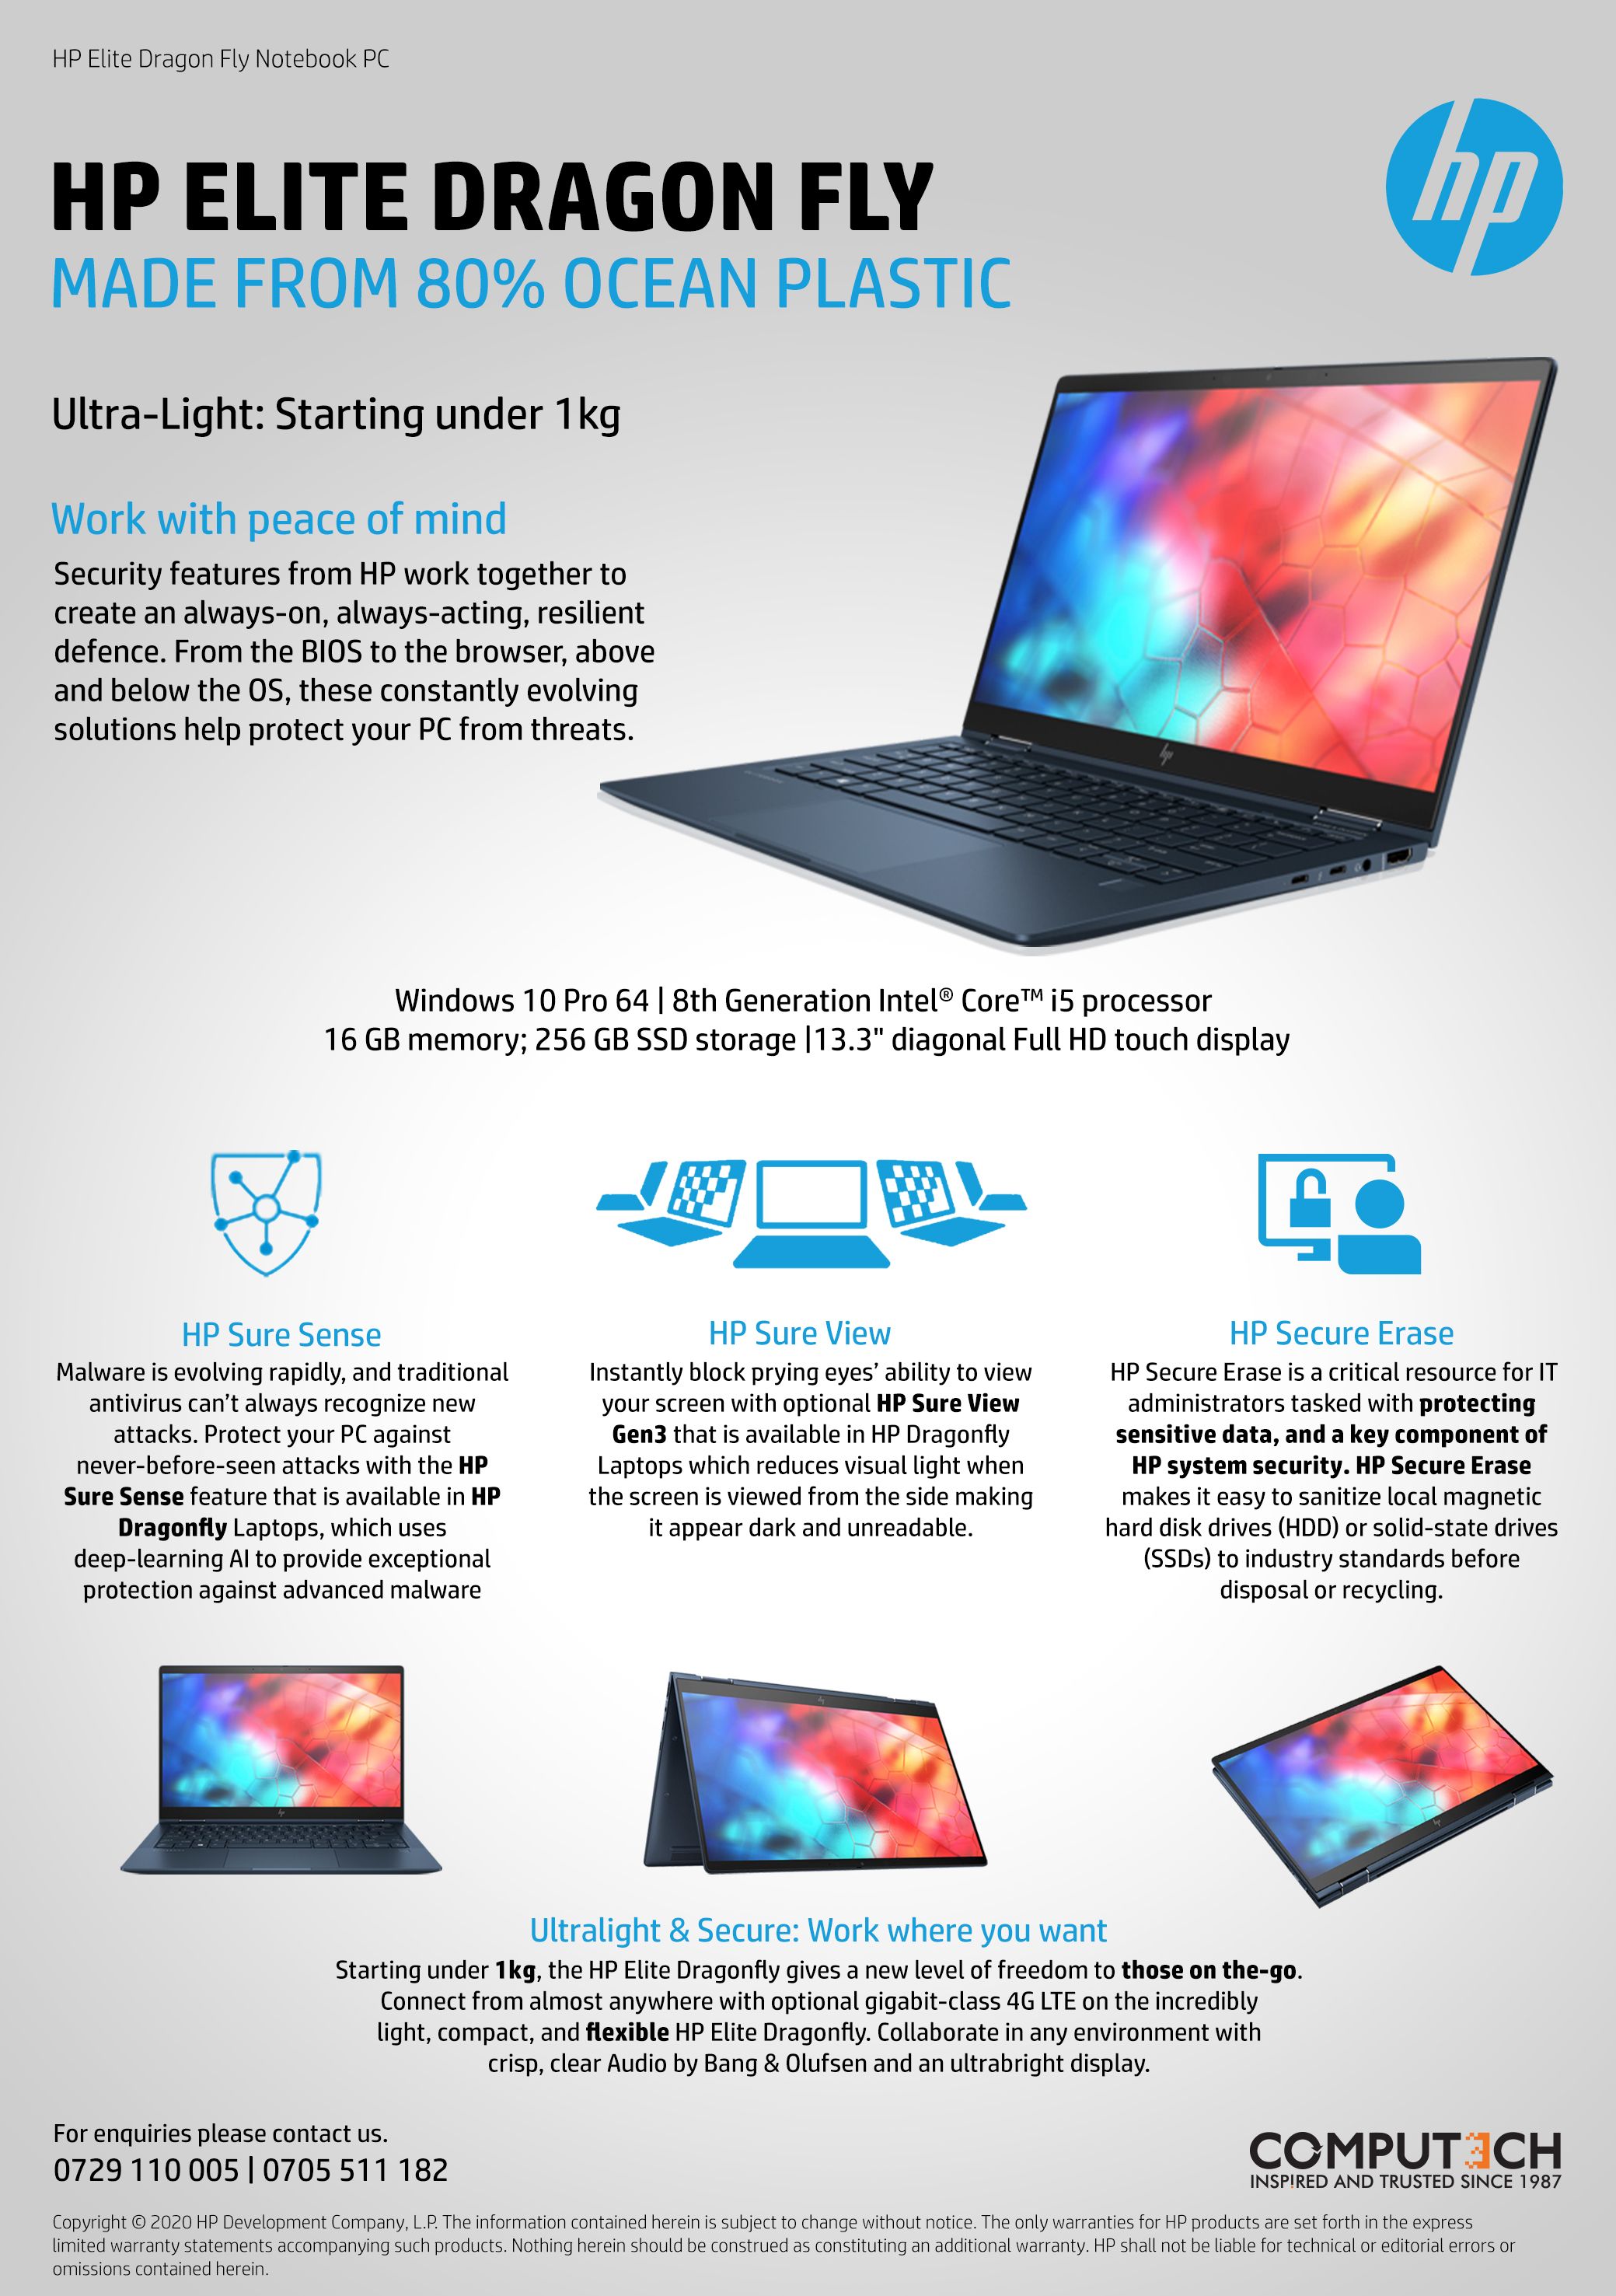 HP Elite Dragon Fly Notebook PC
hp
HP ELITE DRAGON FLY
MADE FROM 80% OCEAN PLASTIC
Ultra-Light: Starting under 1kg
Work with peace of mind
Security features from HP work together to
create an always-on, always-acting, resilient
defence. From the BIOS to the browser, above
and below the OS, these constantly evolving
solutions help protect your PC from threats.
hp
Windows 10 Pro 64 | 8th Generation Intel® Core™ i5 processor
16 GB memory; 256 GB SSD storage |13.3" diagonal Full HD touch display
HP Sure Sense
Malware is evolving rapidly, and traditional
antivirus can't always recognize new
attacks. Protect your PC against
never-before-seen attacks with the HP
Sure Sense feature that is available in HP
Dragonfly Laptops, which uses
deep-learning AI to provide exceptional
protection against advanced malware
HP Sure View
Instantly block prying eyes’ ability to view
your screen with optional HP Sure View
Gen3 that is available in HP Dragonfly
Laptops which reduces visual light when
the screen is viewed from the side making
it appear dark and unreadable.
HP Secure Erase
HP Secure Erase is a critical resource for IT
administrators tasked with protecting
sensitive data, and a key component of
HP system security. HP Secure Erase
makes it easy to sanitize local magnetic
hard disk drives (HDD) or solid-state drives
(SSDs) to industry standards before
disposal or recycling.
Ultralight & Secure: Work where you want
Starting under 1kg, the HP Elite Dragonfly gives a new level of freedom to those on the-go.
Connect from almost anywhere with optional gigabit-class 4G LTE on the incredibly
light, compact, and flexible HP Elite Dragonfly. Collaborate in any environment with
crisp, clear Audio by Bang & Olufsen and an ultrabright display.
For enquiries please contact us.
0729 110 005 | 0705 511 182
COMPUTECH
INSPIRED AND TRUSTED SINCE 1987
Copyright © 2020 HP Development Company, L.P. The information contained herein is subject to change without notice. The only warranties for HP products are set forth in the express
limited warranty statements accompanying such products. Nothing herein should be construed as constituting an additional warranty. HP shall not be liable for technical or editorial errors or
omissions contained herein.